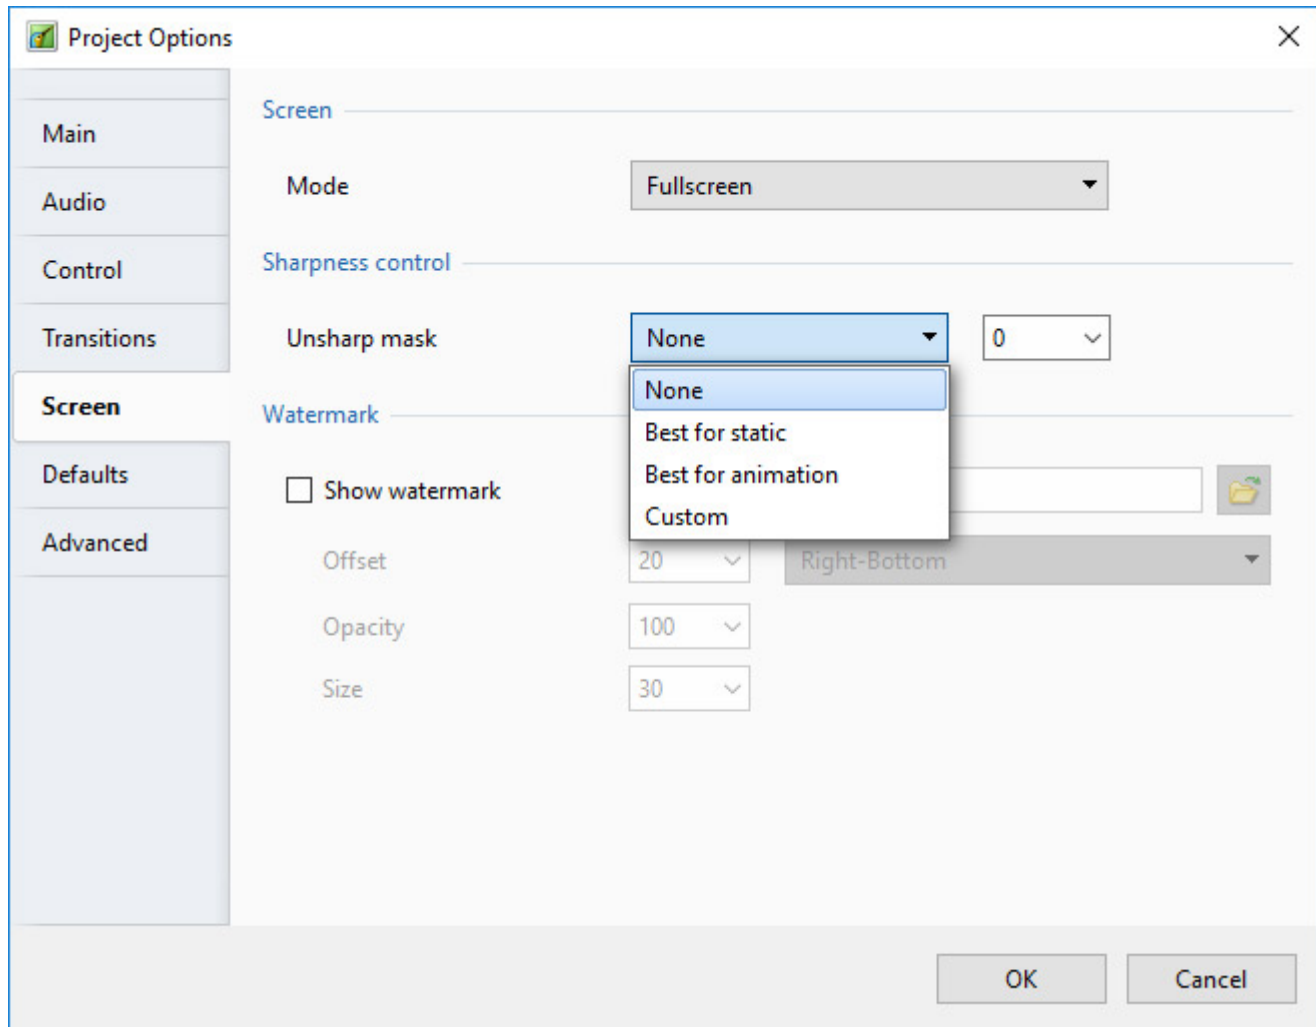 Project Options
Main
Audio
Control
Transitions
Screen
Defaults
Advanced
Screen
Mode Fullscreen
Sharpness control
Unsharp mask None 0
None
Best for static
Best for animation
Custom
Watermark
Show watermark
Offset 20 Right-Bottom
Opacity 100
Size 30
OK Cancel